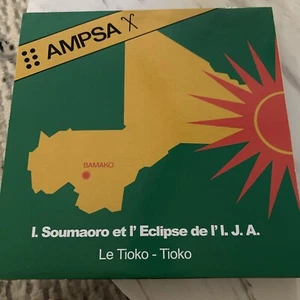 AMPSA
BAMAKO
I. Soumaoro et l' Eclipse de l' I. J. A.
Le Tioko - Tioko